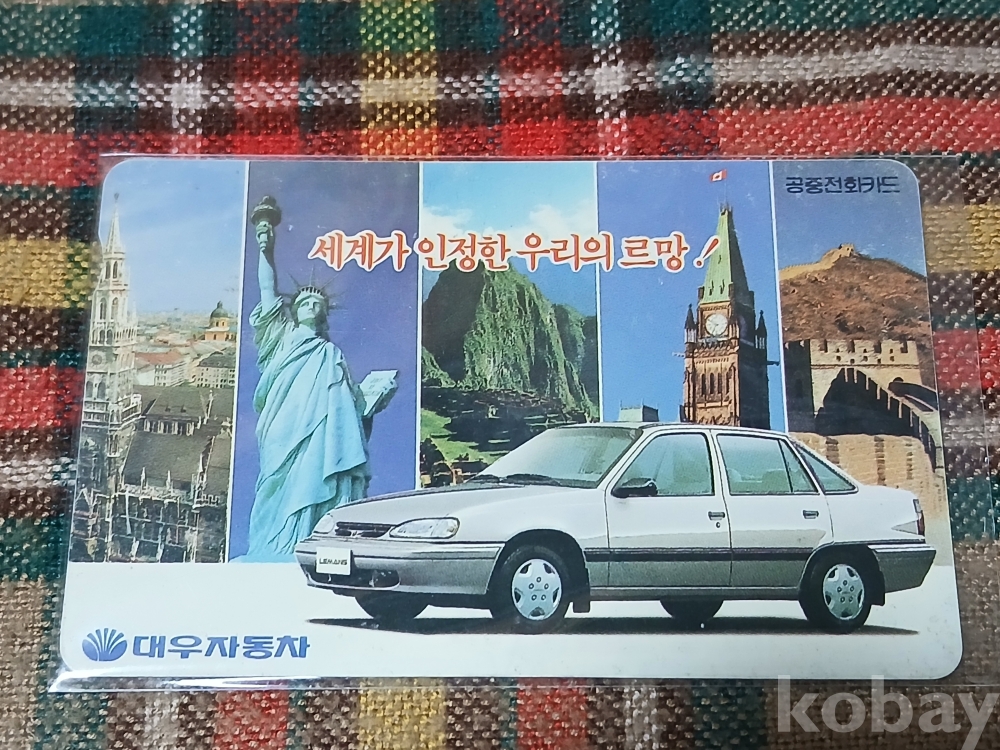 공중전화카드
세계가 인정한 우리의 르망!
LEMANS
대우자동차
kobay